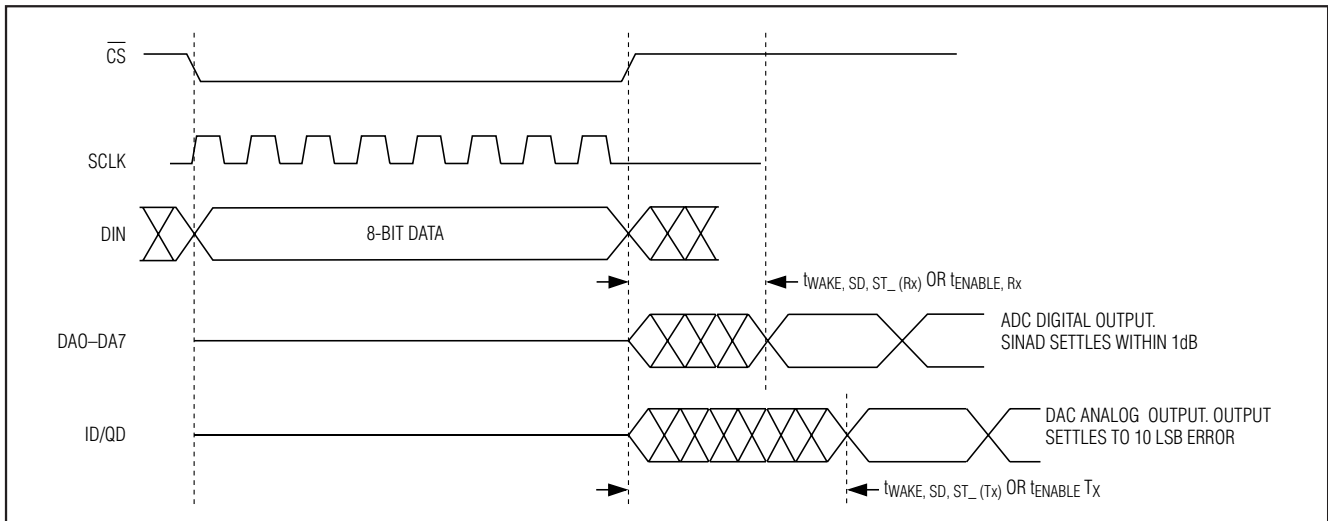 CS
SCLK
DIN
8-BIT DATA
tWAKE, SD, ST_ (Rx) OR tENABLE, Rx
DA0–DA7
ADC DIGITAL OUTPUT.
SINAD SETTLES WITHIN 1dB
ID/QD
DAC ANALOG OUTPUT. OUTPUT
SETTLES TO 10 LSB ERROR
tWAKE, SD, ST_ (Tx) OR tENABLE TX